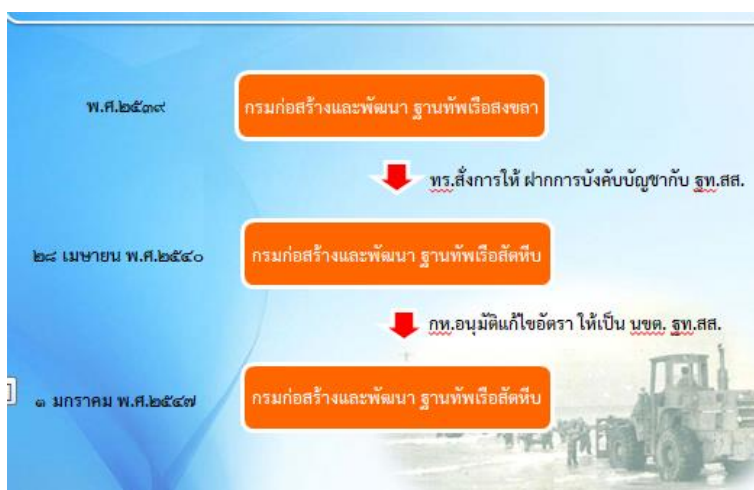 พ.ศ.๒๕๓๙
กรมก่อสร้างและพัฒนา ฐานทัพเรือสงขลา
ทร.สั่งการให้ ฝากการบังคับบัญชากับ ฐท.สส.
๒๘ เมษายน พ.ศ.๒๕๔๐
กรมก่อสร้างและพัฒนา ฐานทัพเรือสัตหีบ
กห.อนุมัติแก้ไขอัตรา ให้เป็น นขต. ฐท.สส.
๑ มกราคม พ.ศ.๒๕๔๗
กรมก่อสร้างและพัฒนา ฐานทัพเรือสัตหีบ